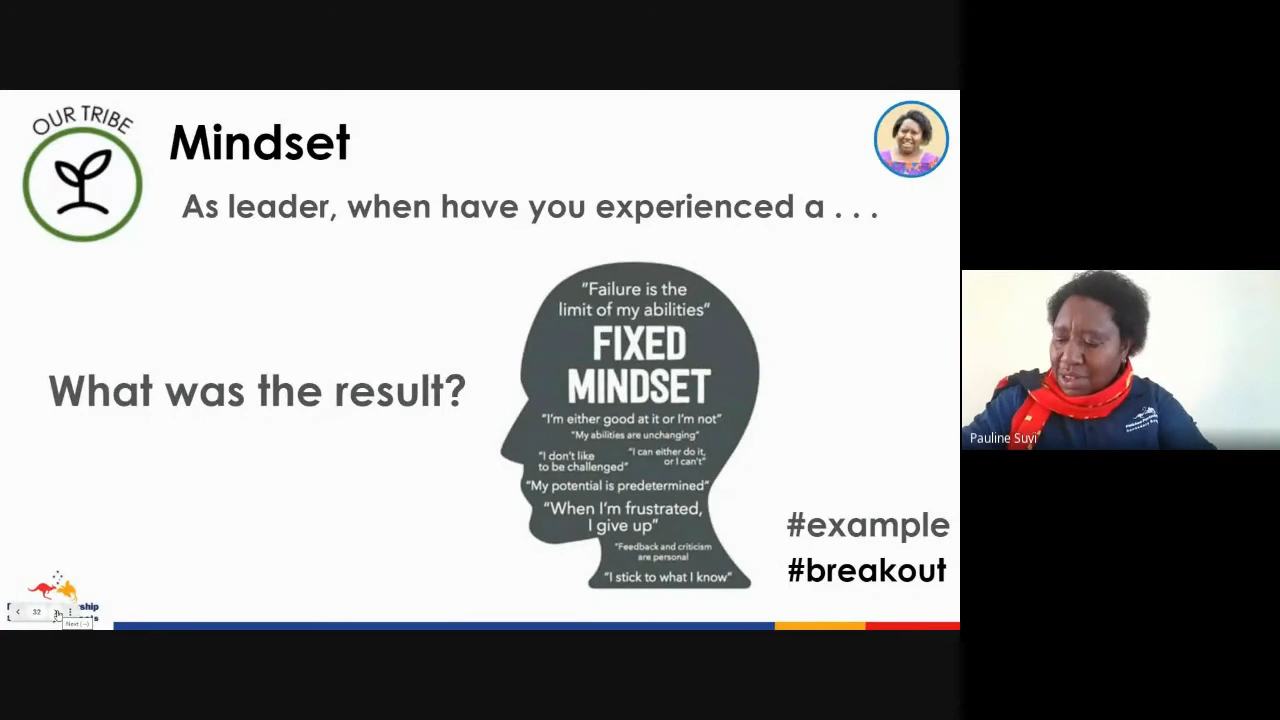 OUR TRIBE
Mindset
As leader, when have you experienced a . . .
What was the result?
“Failure is the
limit of my abilities”
FIXED
MINDSET
“I’m either good at it or I’m not”
“My abilities are unchanging”
“I don’t like
to be challenged”
“I can either do it,
or I can’t”
“My potential is predetermined”
“When I’m frustrated,
I give up”
“Feedback and criticism
are personal
“I stick to what I know”
#example
#breakout
32
Next
Pauline Suvi